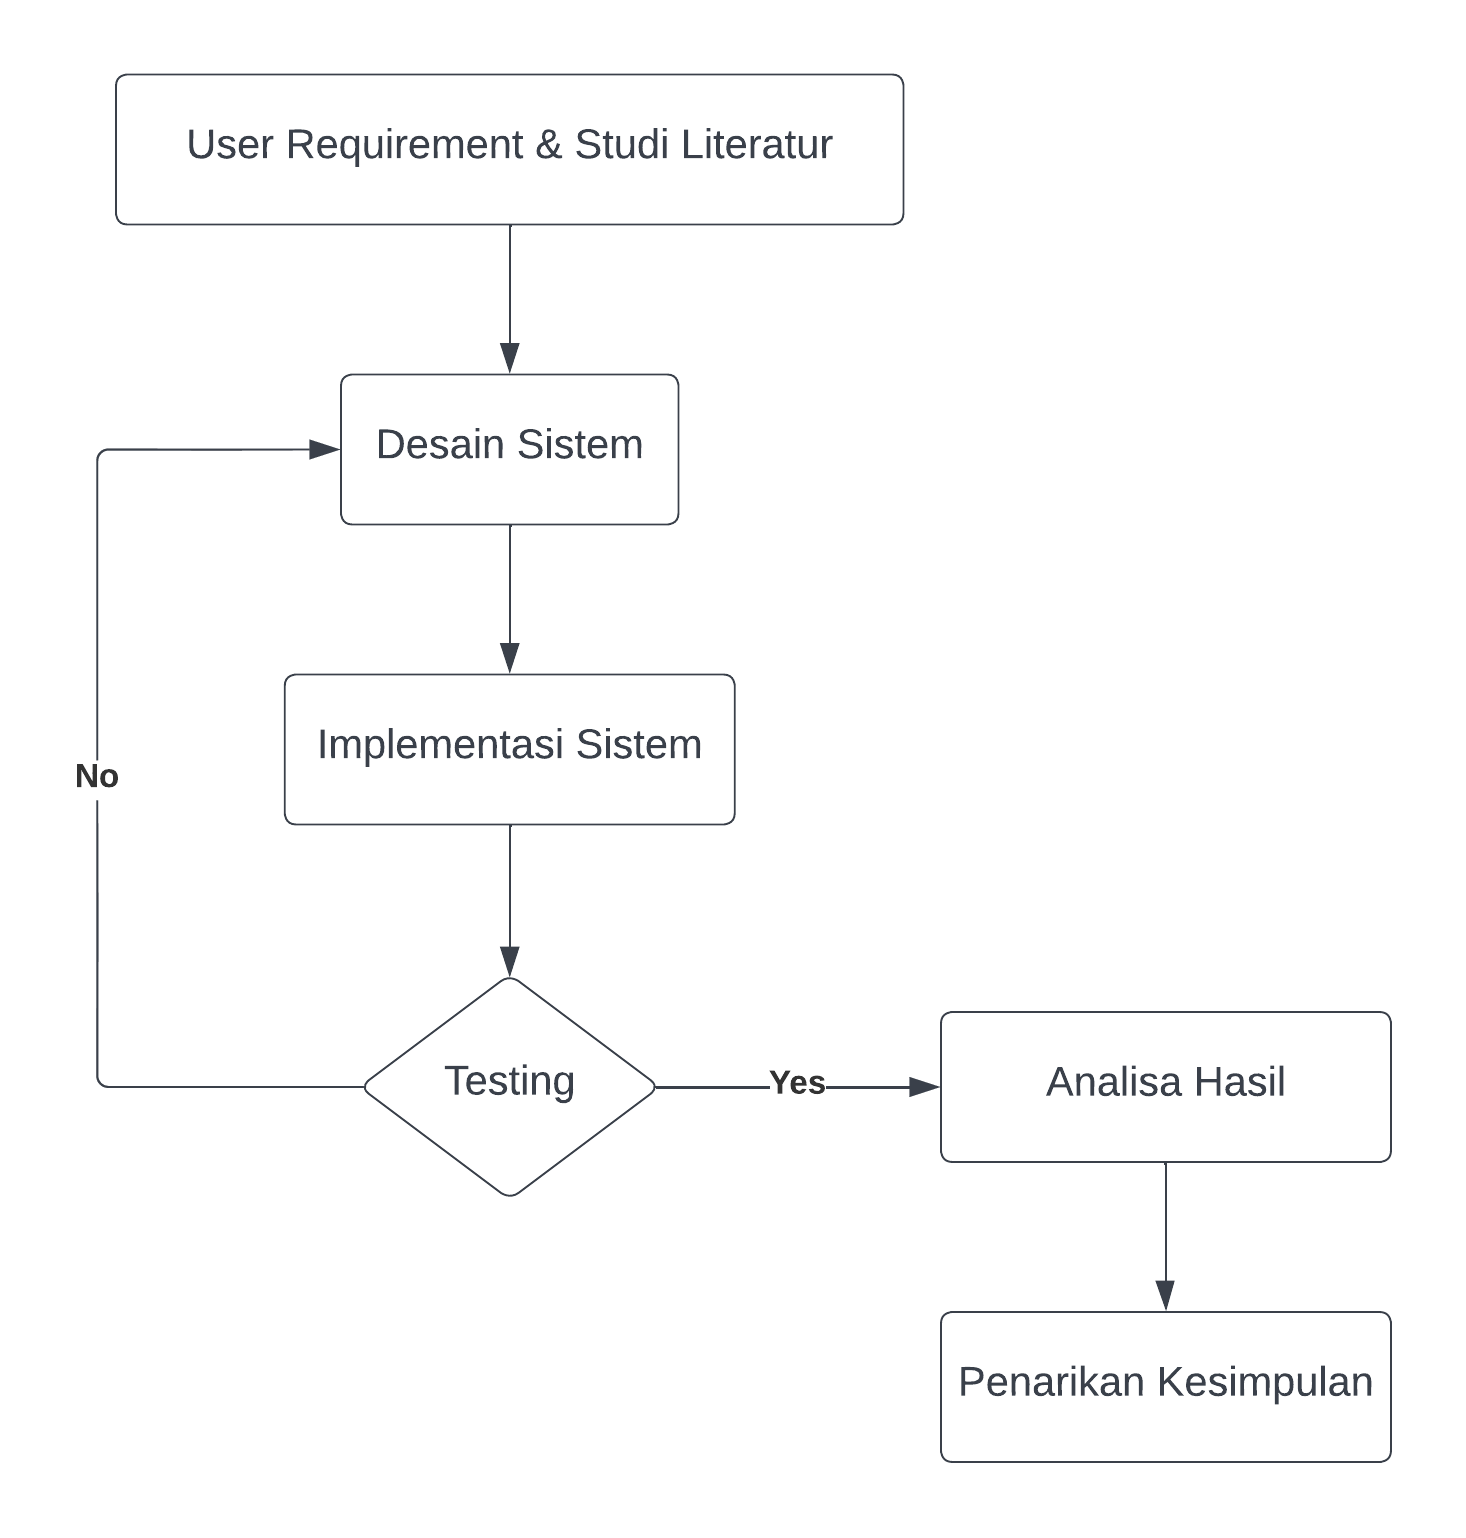 User Requirement & Studi Literatur
Desain Sistem
Implementasi Sistem
No
Testing
Yes
Analisa Hasil
Penarikan Kesimpulan